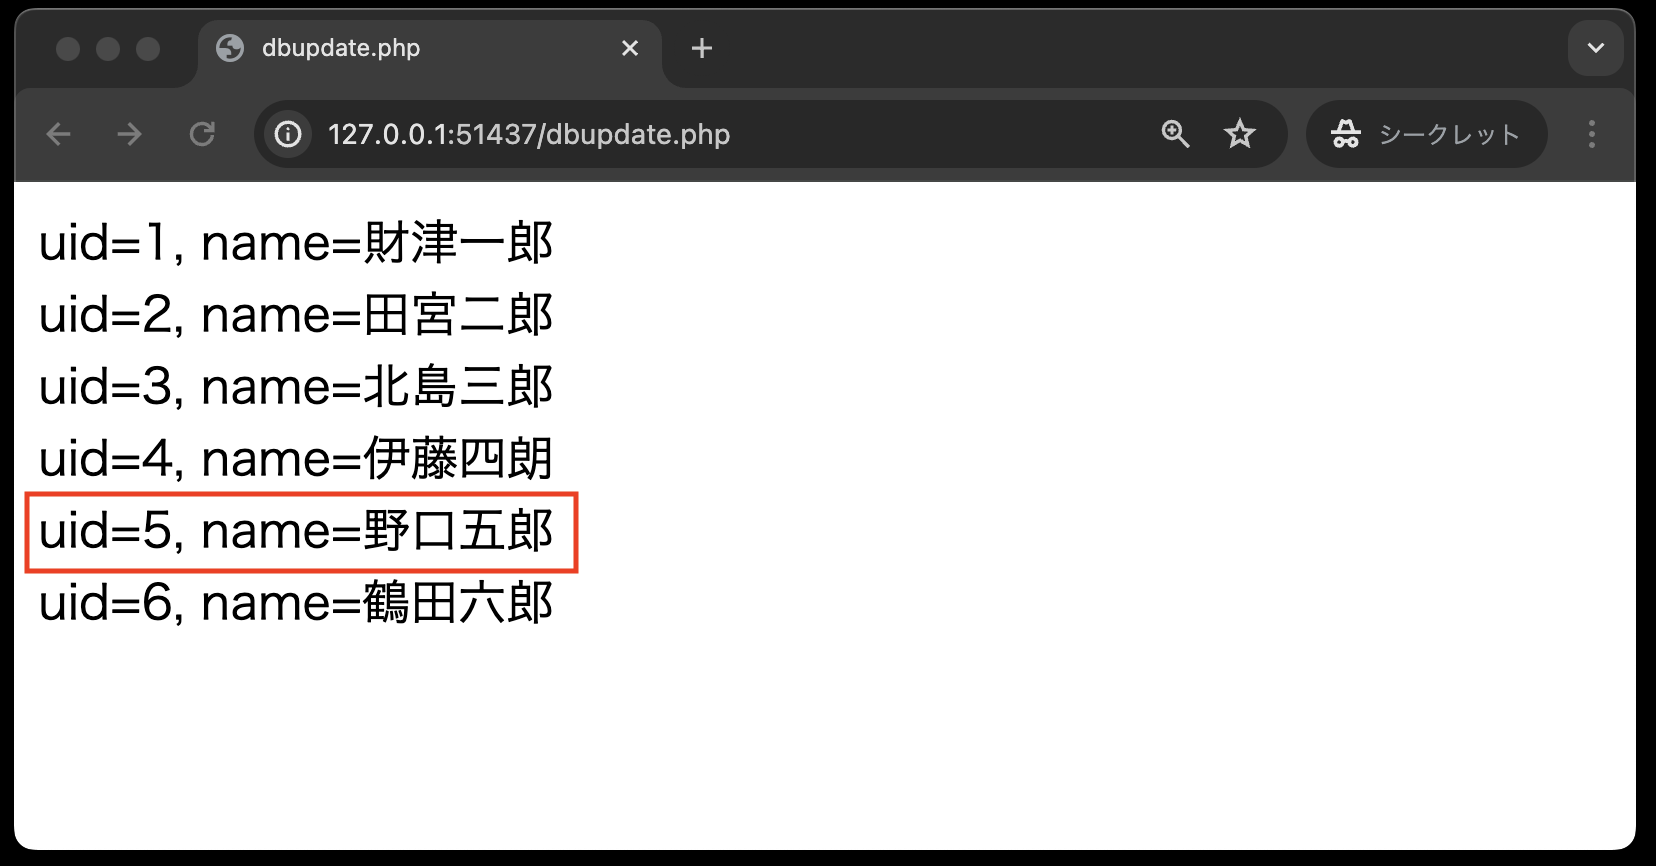 dbupdate.php
127.0.0.1:51437/dbupdate.php
シークレット
uid=1, name=財津一郎
uid=2, name=田宮二郎
uid=3, name=北島三郎
uid=4, name=伊藤四朗
uid=5, name=野口五郎
uid=6, name=鶴田六郎